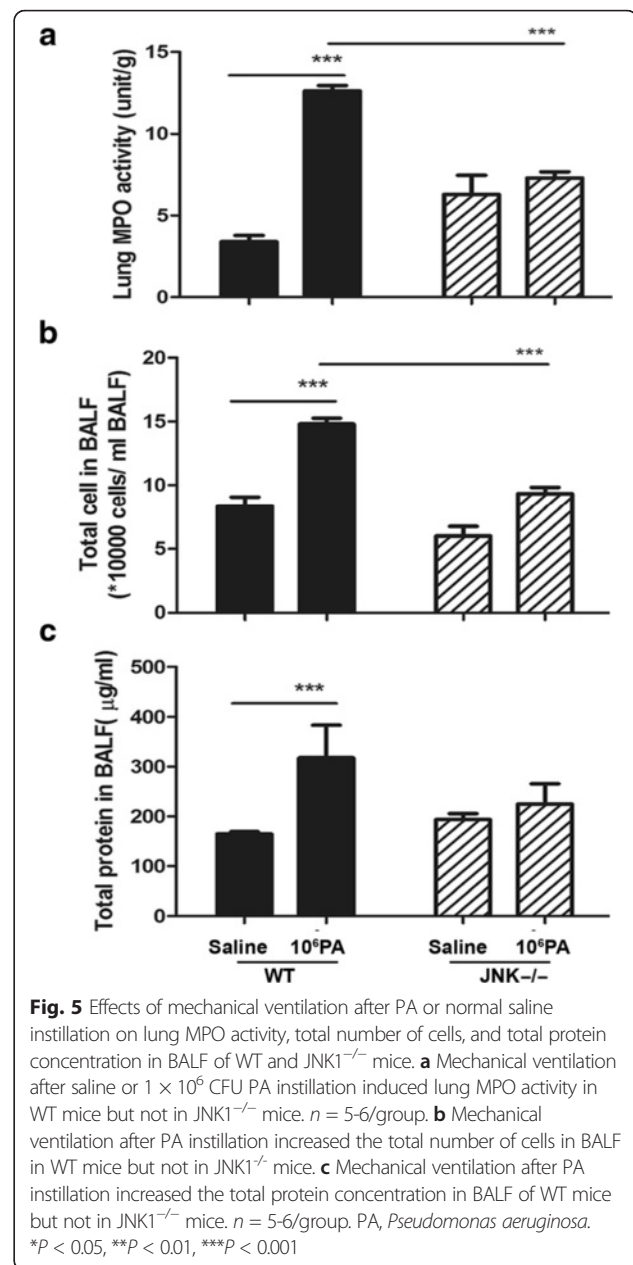 a
***
***
15
10
5
0
Lung MPO activity (unit/g)
b
***
***
20
15
10
5
0
Total cell in BALF
(*10000 cells/ ml BALF)
c
***
500
400
300
200
100
0
Total protein in BALF( μg/ml)
Saline 10⁶PA Saline 10⁶PA
WT JNK–/–
Fig. 5 Effects of mechanical ventilation after PA or normal saline
instillation on lung MPO activity, total number of cells, and total protein
concentration in BALF of WT and JNK1⁻/⁻ mice. a Mechanical ventilation
after saline or 1 × 10⁶ CFU PA instillation induced lung MPO activity in
WT mice but not in JNK1⁻/⁻ mice. n = 5-6/group. b Mechanical
ventilation after PA instillation increased the total number of cells in BALF
in WT mice but not in JNK1⁻/⁻ mice. c Mechanical ventilation after PA
instillation increased the total protein concentration in BALF of WT mice
but not in JNK1⁻/⁻ mice. n = 5-6/group. PA, Pseudomonas aeruginosa.
*P < 0.05, **P < 0.01, ***P < 0.001